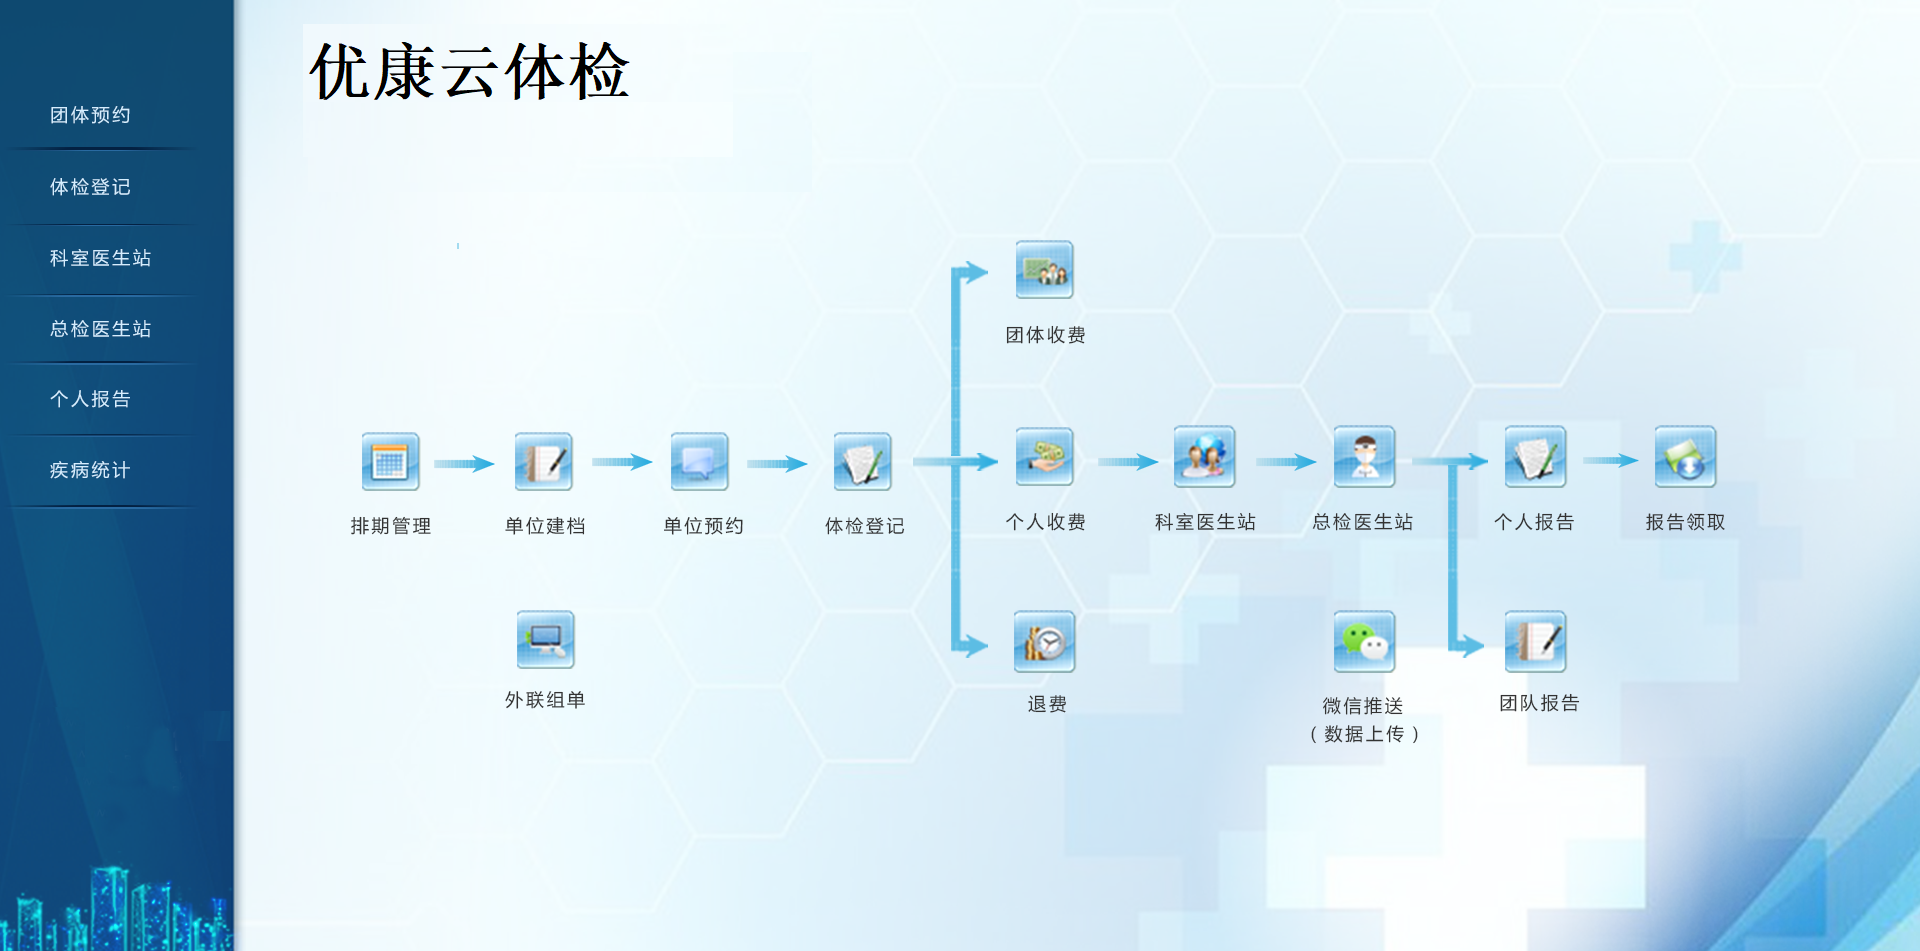 优康云体检
团体预约
体检登记
科室医生站
总检医生站
个人报告
疾病统计
团体收费
排期管理
单位建档
单位预约
体检登记
个人收费
科室医生站
总检医生站
个人报告
报告领取
外联组单
退费
微信推送
（数据上传）
团队报告